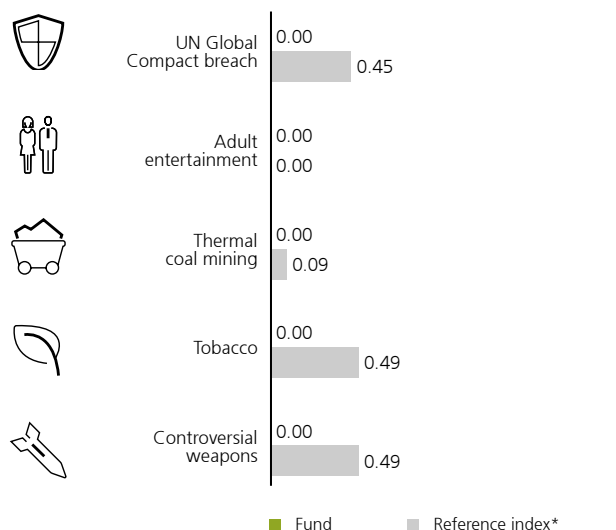 UN Global
Compact breach
0.00
0.45
Adult
entertainment
0.00
0.00
Thermal
coal mining
0.00
0.09
Tobacco
0.00
0.49
Controversial
weapons
0.00
0.49
Fund
Reference index*